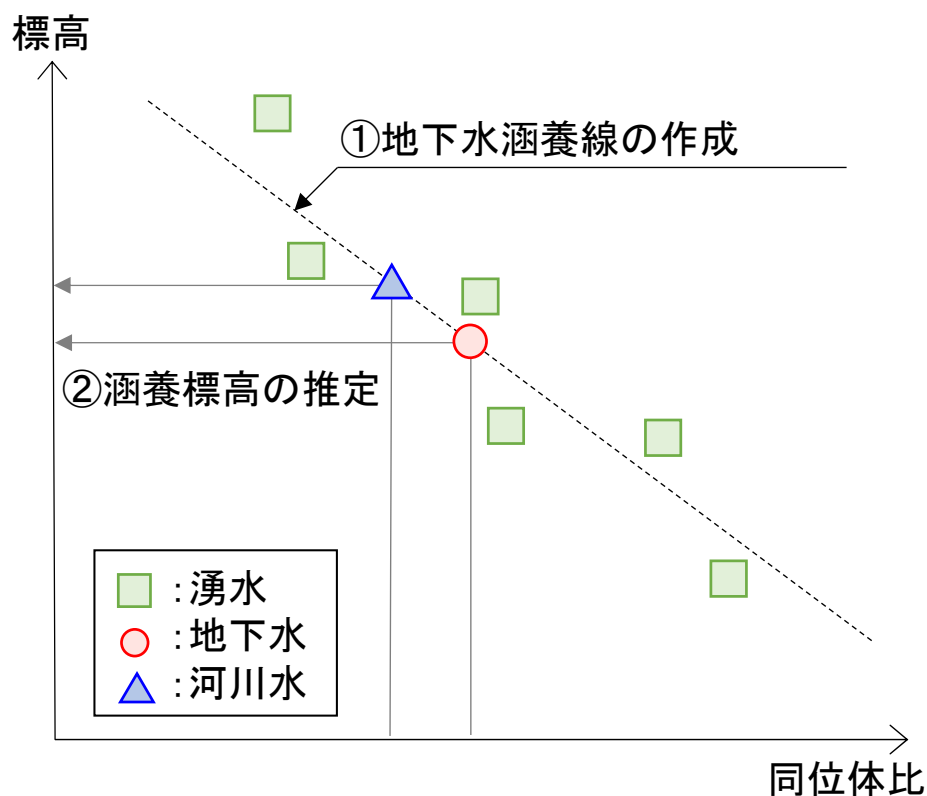 標高
①地下水涵養線の作成
②涵養標高の推定
:湧水
:地下水
:河川水
同位体比